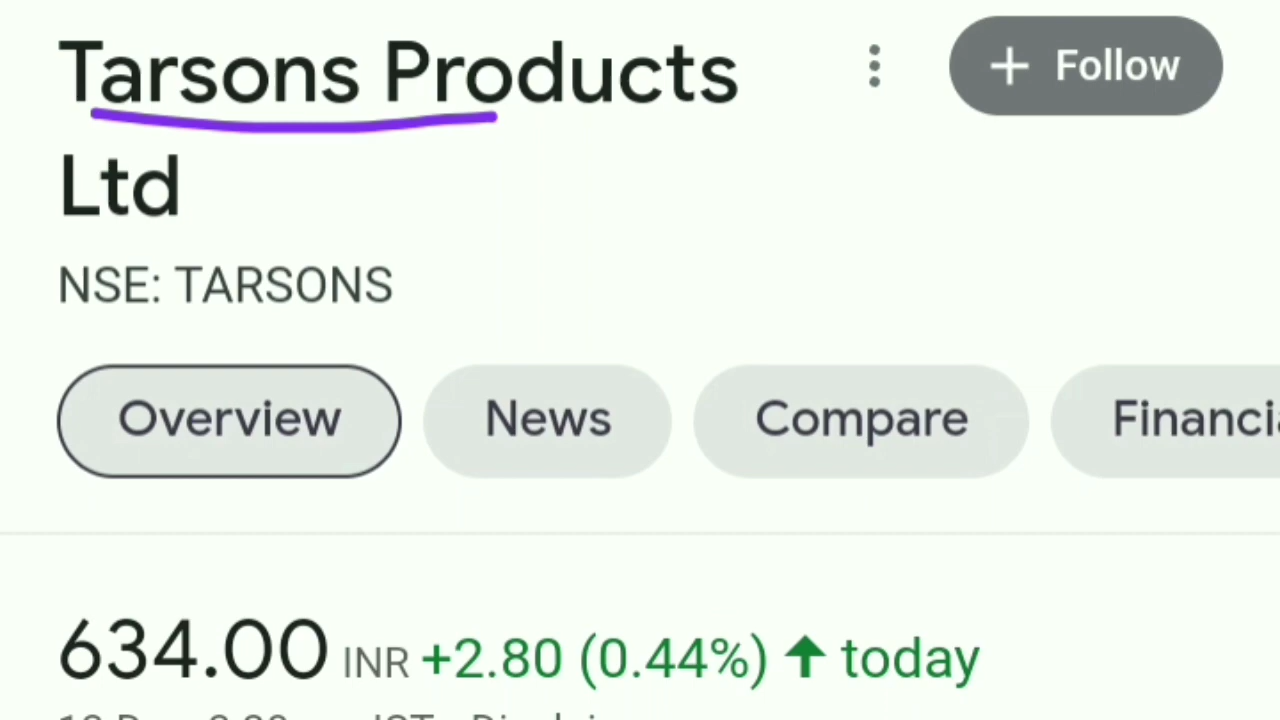 Tarsons Products
Ltd
+ Follow
NSE: TARSONS
Overview
News
Compare
634.00 INR +2.80 (0.44%) ↑ today